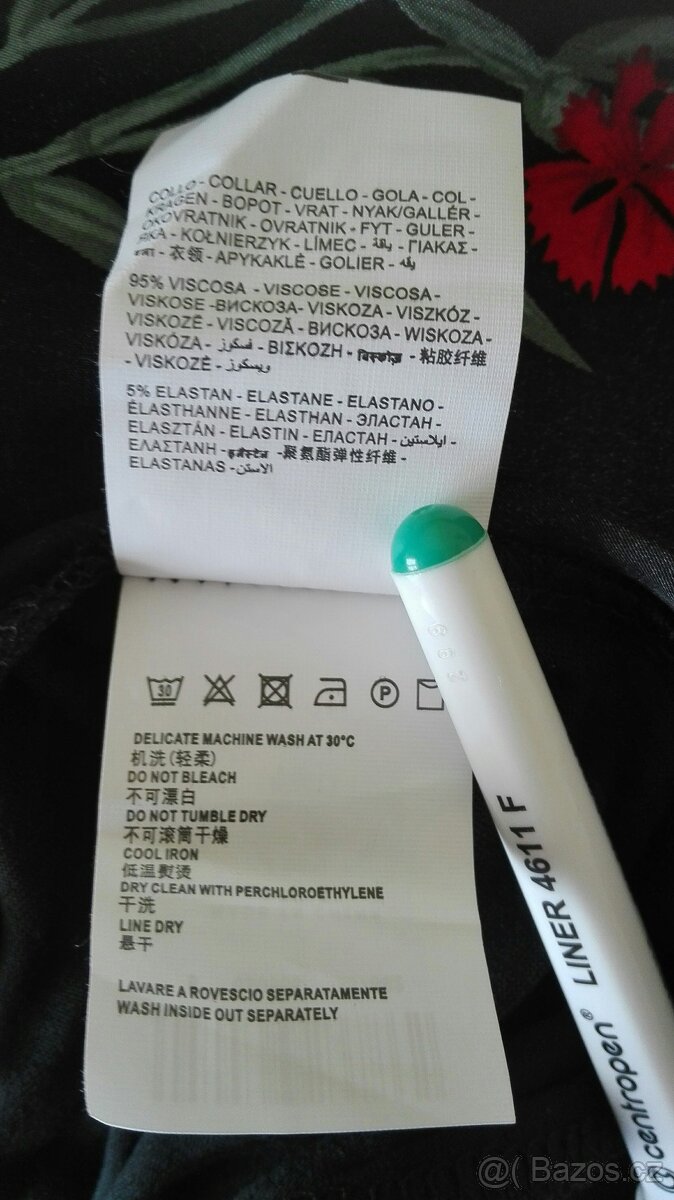 COLLO - COLLAR - CUELLO - GOLA - COL -
KRAGEN - ВОРОТ - VRAT - NYAK/GALLÉR -
OKOVRATNIK - OVRATNIK - FYT - GULER -
KOŁNIERZYK - LÍMEC - ياقة - ΓΙΑΚΑΣ -
- 衣领 - APYKAKLĖ - GOLIER - يقه
95% VISCOSA - VISCOSE - VISCOSA -
VISKOSE -ВИСКОЗА- VISKOZA - VISZKÓZ -
VISKOZĖ - VISCOZĂ - ВИСКОЗА - WISKOZA -
VISKÓZA - فسكوز - ΒΙΣΚΟΖΗ - - 粘胶纤维
- VISKOZĖ - ویسکوز
5% ELASTAN - ELASTANE - ELASTANO -
ÉLASTHANNE - ELASTHAN - ЭЛАСТАН -
ELASZTÁN - ELASTIN - ЕЛАСТАН - ايلاستين -
ΕΛΑΣΤΑΝΗ - -聚氨酯弹性纤维 -
ELASTANAS - الاستن
30 P
DELICATE MACHINE WASH AT 30°C
机洗(轻柔)
DO NOT BLEACH
不可漂白
DO NOT TUMBLE DRY
不可滚筒干燥
COOL IRON
低温熨烫
DRY CLEAN WITH PERCHLOROETHYLENE
干洗
LINE DRY
悬干
LAVARE A ROVESCIO SEPARATAMENTE
WASH INSIDE OUT SEPARATELY
centropen® LINER 4611 F
@( Bazos.cz